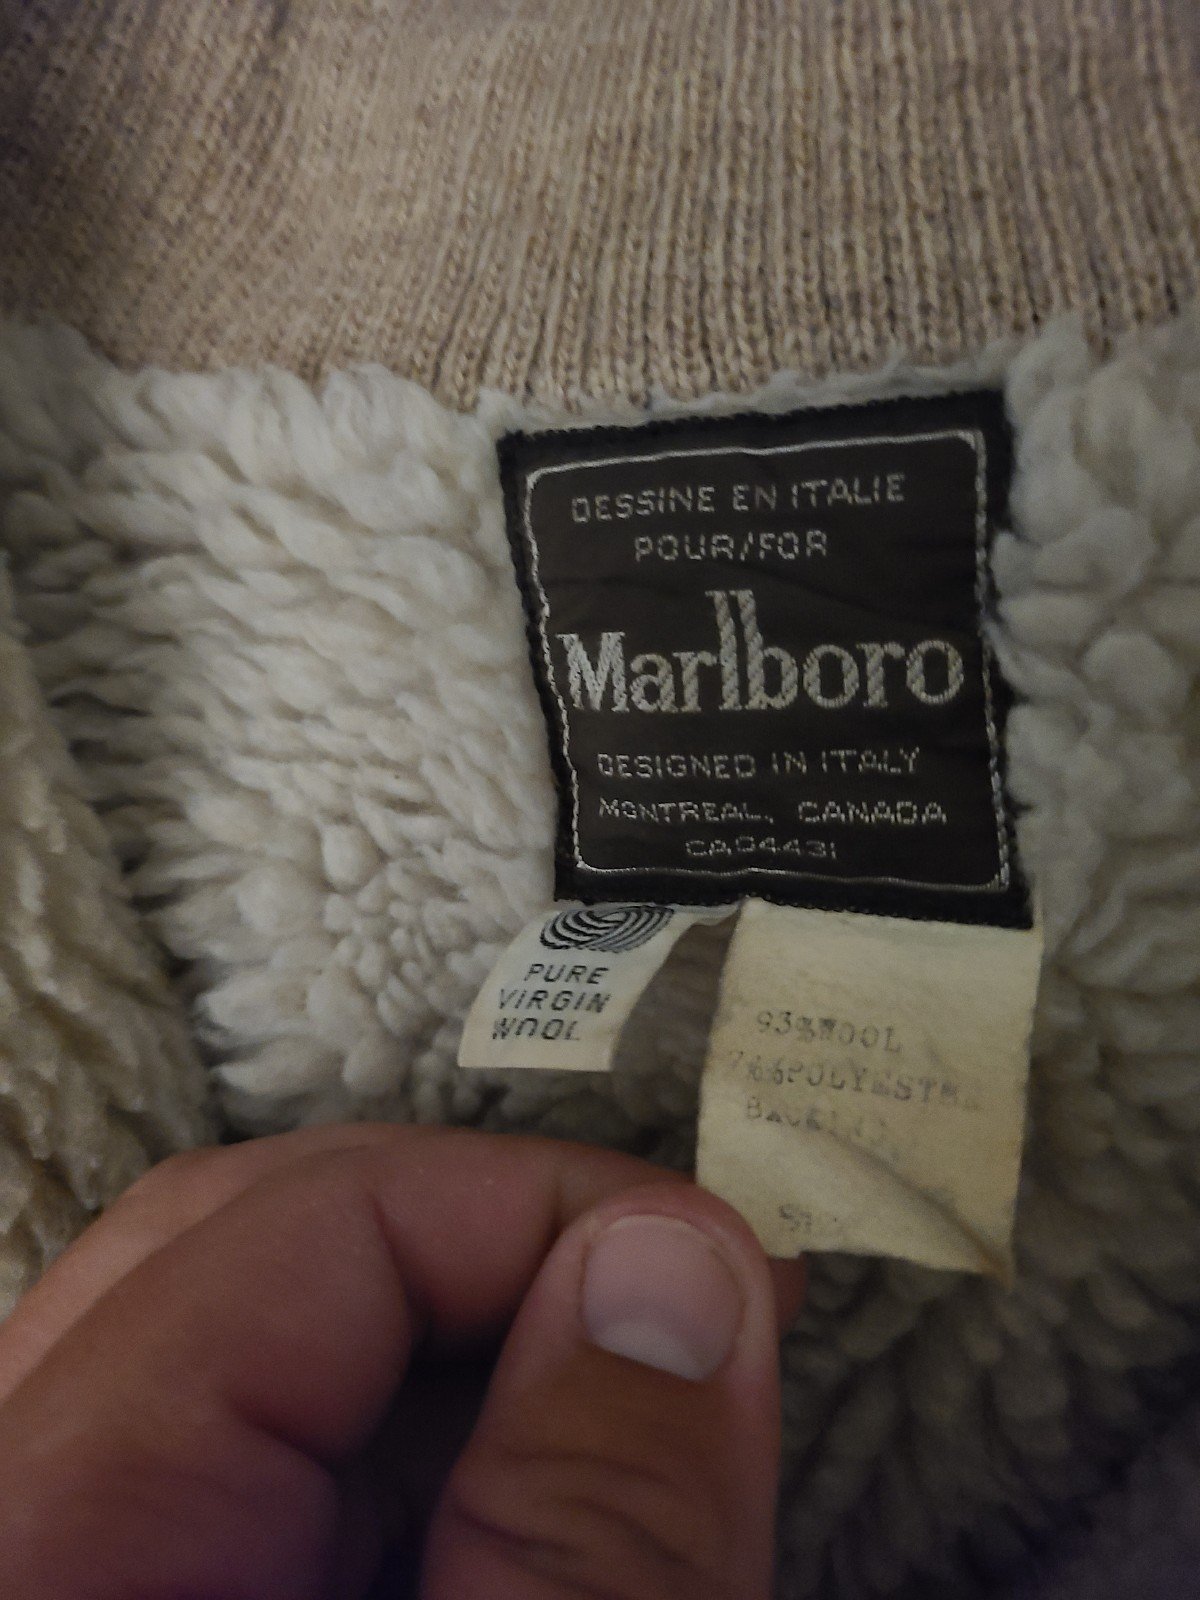 DESSINE EN ITALIE
POUR/FOR
Marlboro
DESIGNED IN ITALY
MONTREAL, CANADA
CA04431
PURE
VIRGIN
WOOL
93%WOOL